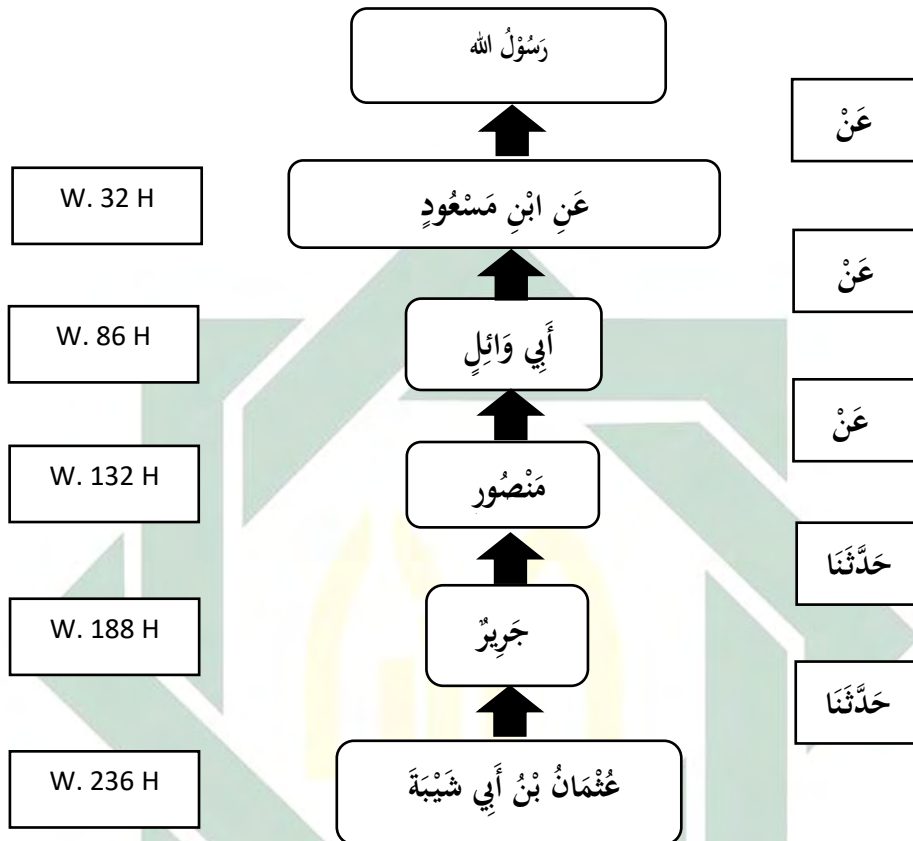 رَسُوْلُ الله
عَنْ
W. 32 H
عَنِ ابْنِ مَسْعُودٍ
عَنْ
W. 86 H
أَبِي وَائِلٍ
عَنْ
W. 132 H
مَنْصُور
حَدَّثَنَا
W. 188 H
جَرِيرٌ
حَدَّثَنَا
W. 236 H
عُثْمَانُ بْنُ أَبِي شَيْبَةَ